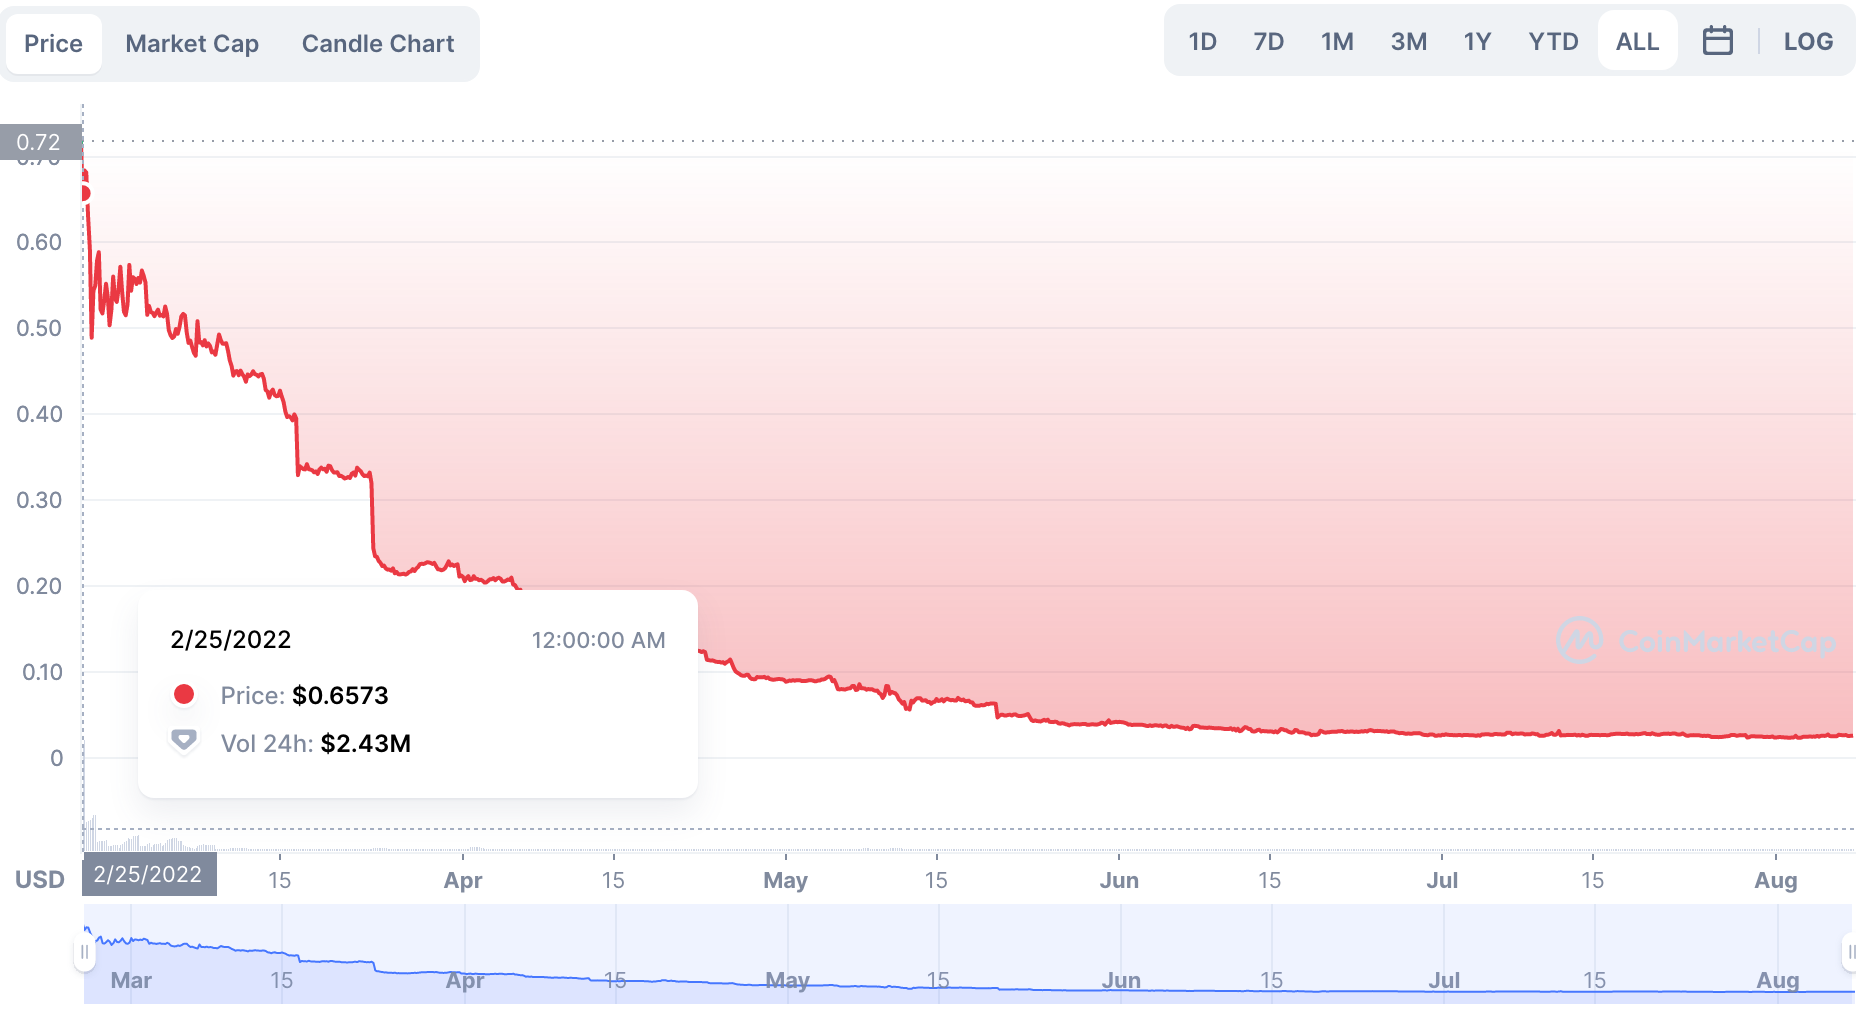 Price Market Cap Candle Chart 1D 7D 1M 3M 1Y YTD ALL LOG
0.72
0.70
0.60
0.50
0.40
0.30
0.20
0.10
0
2/25/2022 12:00:00 AM
Price: $0.6573
Vol 24h: $2.43M
CoinMarketCap
USD 2/25/2022 15 Apr 15 May 15 Jun 15 Jul 15 Aug
Mar 15 Apr 15 May 15 Jun 15 Jul 15 Aug